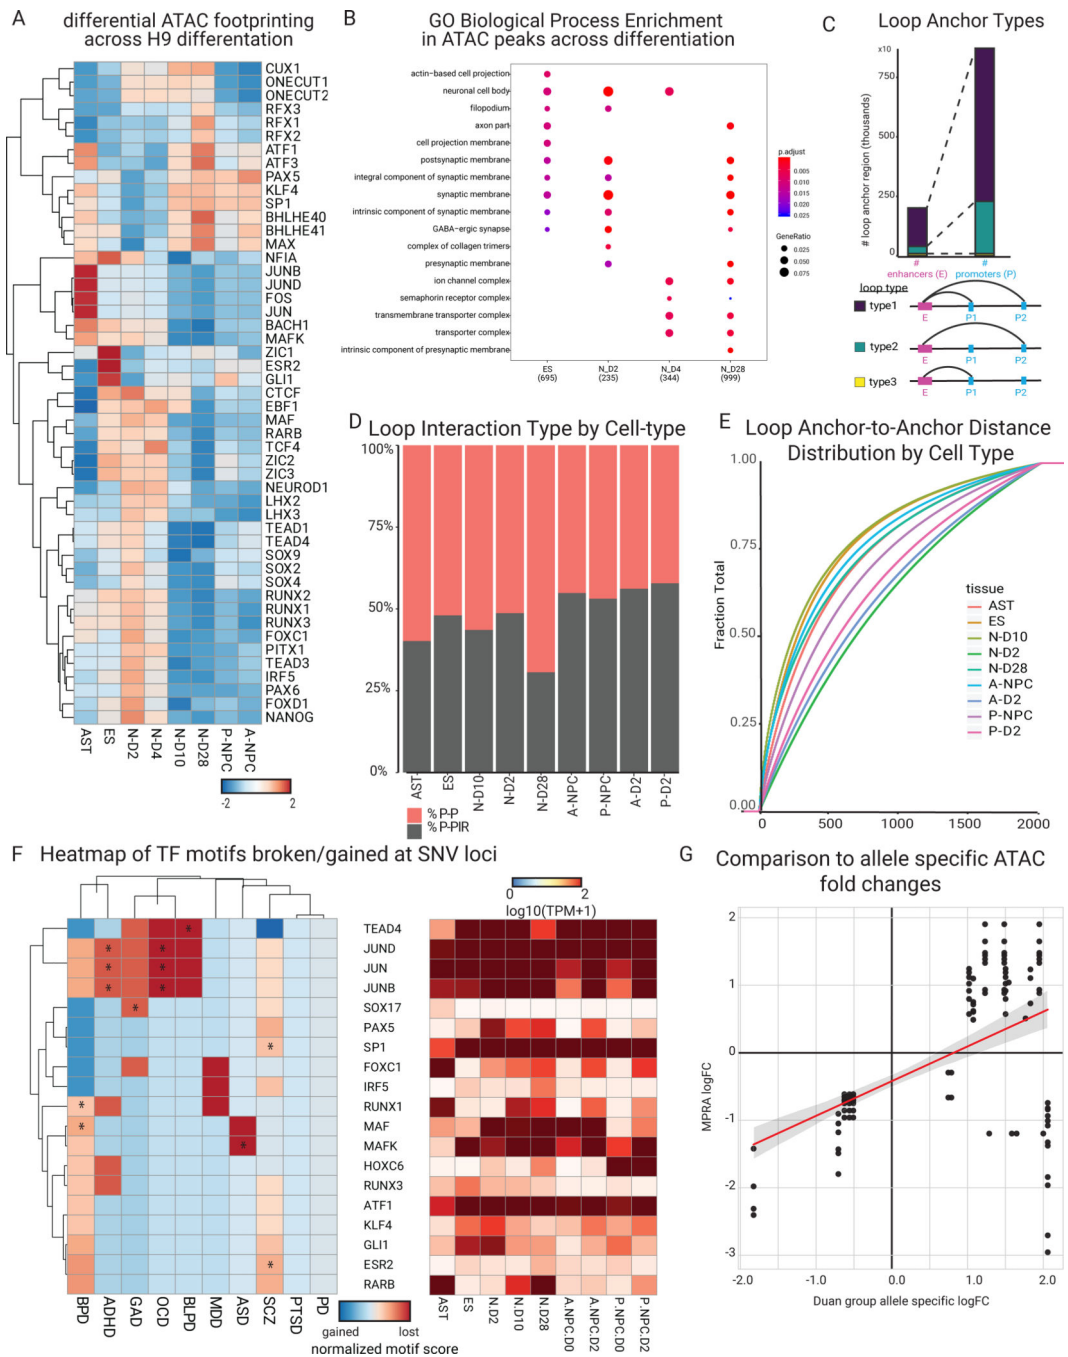 A
differential ATAC footprinting
across H9 differentation
CUX1
ONECUT1
ONECUT2
RFX3
RFX1
RFX2
ATF1
ATF3
PAX5
KLF4
SP1
BHLHE40
BHLHE41
MAX
NFIA
JUNB
JUND
FOS
JUN
BACH1
MAFK
ZIC1
ESR2
GLI1
CTCF
EBF1
MAF
RARB
TCF4
ZIC2
ZIC3
NEUROD1
LHX2
LHX3
TEAD1
TEAD4
SOX9
SOX2
SOX4
RUNX2
RUNX1
RUNX3
FOXC1
PITX1
TEAD3
IRF5
PAX6
FOXD1
NANOG
AST
ES
N-D2
N-D4
N-D10
N-D28
P-NPC
A-NPC
-2 2
B
GO Biological Process Enrichment
in ATAC peaks across differentiation
actin-based cell projection
neuronal cell body
filopodium
axon part
cell projection membrane
postsynaptic membrane
integral component of synaptic membrane
synaptic membrane
intrinsic component of synaptic membrane
GABA-ergic synapse
complex of collagen trimers
presynaptic membrane
ion channel complex
semaphorin receptor complex
transmembrane transporter complex
transporter complex
intrinsic component of presynaptic membrane
ES N_D2 N_D4 N_D28
(695) (235) (344) (999)
p.adjust
0.005
0.010
0.015
0.020
0.025
GeneRatio
0.025
0.050
0.075
C
Loop Anchor Types
x10
750
500
250
0
# loop anchor region (thousands)
# #
enhancers (E) promoters (P)
loop type
type1
E P1 P2
type2
E P1 P2
type3
E P1 P2
D
Loop Interaction Type by Cell-type
100%
75%
50%
25%
0%
AST
ES
N-D10
N-D2
N-D28
A-NPC
P-NPC
A-D2
P-D2
% P-P
% P-PIR
E
Loop Anchor-to-Anchor Distance
Distribution by Cell Type
1.00
0.75
0.50
0.25
0.00
Fraction Total
0 500 1000 1500 2000
tissue
AST
ES
N-D10
N-D2
N-D28
A-NPC
A-D2
P-NPC
P-D2
F
Heatmap of TF motifs broken/gained at SNV loci
0 2
log10(TPM+1)
*
* *
* *
* *
*
*
*
*
*
*
TEAD4
JUND
JUN
JUNB
SOX17
PAX5
SP1
FOXC1
IRF5
RUNX1
MAF
MAFK
HOXC6
RUNX3
ATF1
KLF4
GLI1
ESR2
RARB
BPD
ADHD
GAD
OCD
BLPD
MDD
ASD
SCZ
PTSD
PD
gained lost
normalized motif score
AST
ES
N.D2
N.D10
N.D28
A.NPC.D0
A.NPC.D2
P.NPC.D0
P.NPC.D2
G
Comparison to allele specific ATAC
fold changes
2
1
0
-1
-2
-3
MPRA logFC
-2.0 -1.0 0.0 1.0 2.0
Duan group allele specific logFC